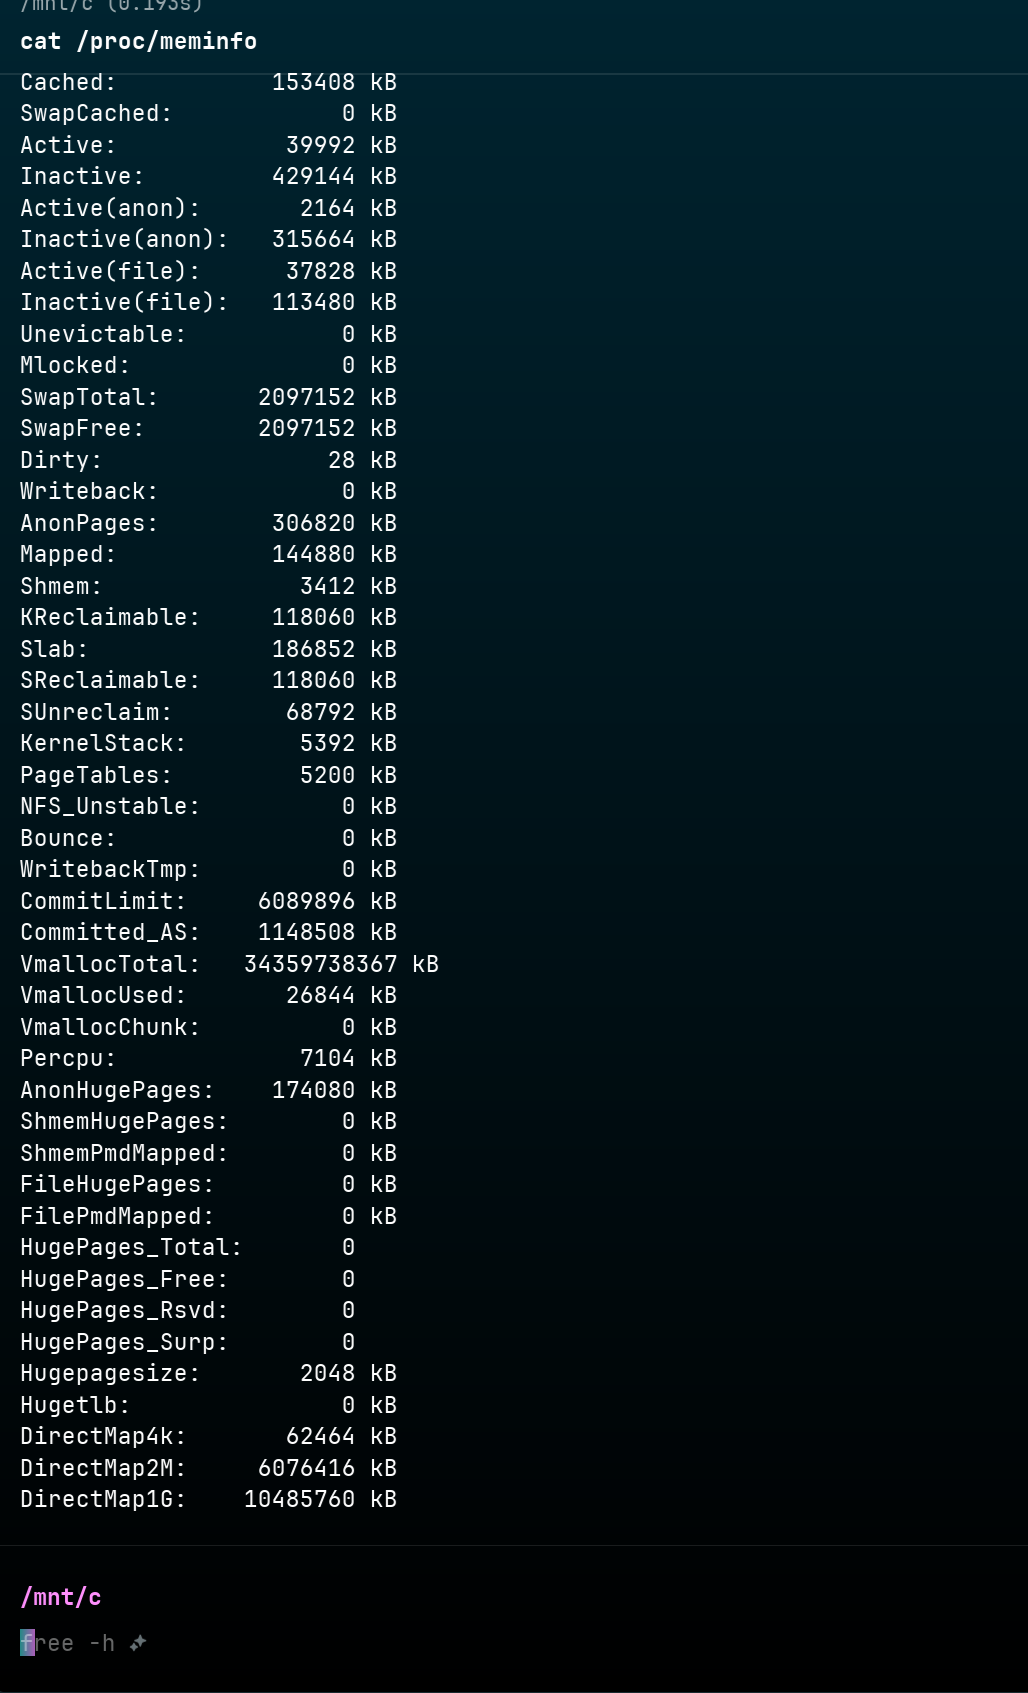 /mnt/c (0.193s)
cat /proc/meminfo
Cached:           153408 kB
SwapCached:            0 kB
Active:            39992 kB
Inactive:         429144 kB
Active(anon):       2164 kB
Inactive(anon):   315664 kB
Active(file):      37828 kB
Inactive(file):   113480 kB
Unevictable:           0 kB
Mlocked:               0 kB
SwapTotal:       2097152 kB
SwapFree:        2097152 kB
Dirty:                28 kB
Writeback:             0 kB
AnonPages:        306820 kB
Mapped:           144880 kB
Shmem:              3412 kB
KReclaimable:     118060 kB
Slab:             186852 kB
SReclaimable:     118060 kB
SUnreclaim:        68792 kB
KernelStack:        5392 kB
PageTables:         5200 kB
NFS_Unstable:          0 kB
Bounce:                0 kB
WritebackTmp:          0 kB
CommitLimit:     6089896 kB
Committed_AS:    1148508 kB
VmallocTotal:   34359738367 kB
VmallocUsed:       26844 kB
VmallocChunk:          0 kB
Percpu:             7104 kB
AnonHugePages:    174080 kB
ShmemHugePages:        0 kB
ShmemPmdMapped:        0 kB
FileHugePages:         0 kB
FilePmdMapped:         0 kB
HugePages_Total:       0
HugePages_Free:        0
HugePages_Rsvd:        0
HugePages_Surp:        0
Hugepagesize:       2048 kB
Hugetlb:               0 kB
DirectMap4k:       62464 kB
DirectMap2M:     6076416 kB
DirectMap1G:    10485760 kB
/mnt/c
free -h